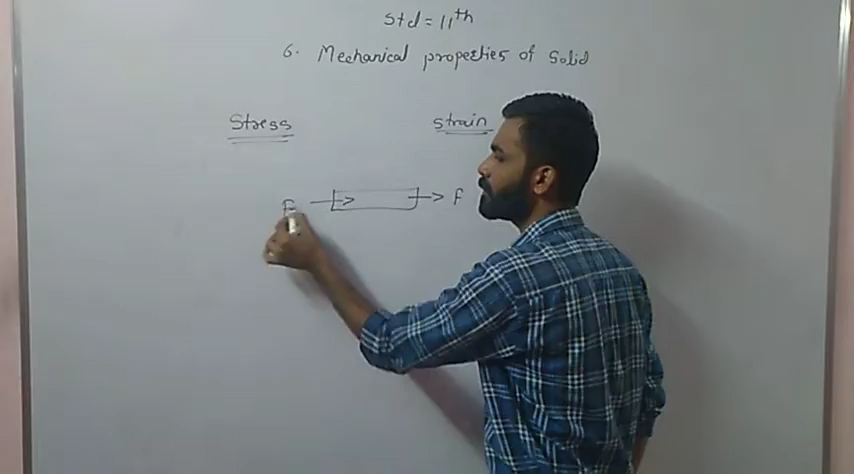 Std = 11th
6. Mechanical properties of Solid
Stress strain
F F